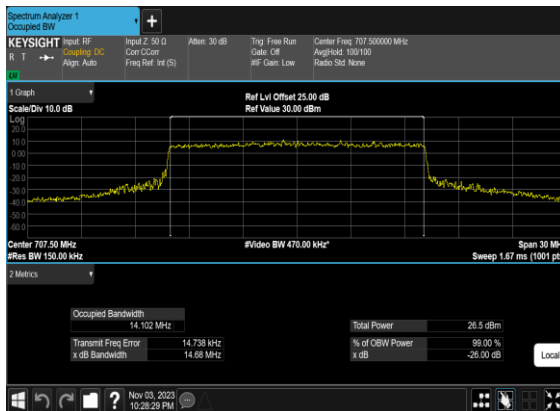 Spectrum Analyzer 1
Occupied BW
KEYSIGHT
R T
LXI
Input: RF
Coupling: DC
Align: Auto
Input Z: 50 Ω
Corr CCorr
Freq Ref: Int (S)
Atten: 30 dB
Trig: Free Run
Gate: Off
#IF Gain: Low
Center Freq: 707.500000 MHz
Avg|Hold: 100/100
Radio Std: None
1 Graph
Scale/Div 10.0 dB
Ref Lvl Offset 25.00 dB
Ref Value 30.00 dBm
Log
20.0
10.0
0.00
-10.0
-20.0
-30.0
-40.0
-50.0
-60.0
Center 707.50 MHz
#Res BW 150.00 kHz
#Video BW 470.00 kHz*
Span 30 MH
Sweep 1.67 ms (1001 pts
2 Metrics
Occupied Bandwidth
14.102 MHz
Transmit Freq Error 14.738 kHz
x dB Bandwidth 14.68 MHz
Total Power 26.5 dBm
% of OBW Power 99.00 %
x dB -26.00 dB
Local
Nov 03, 2023
10:28:29 PM